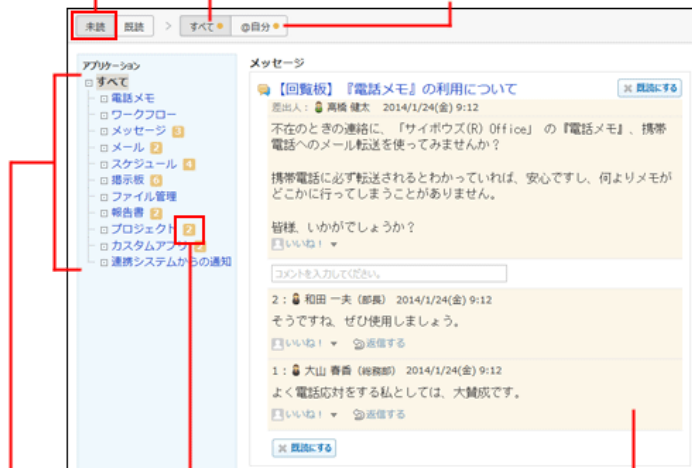 未読 既読 > すべて @自分
アプリケーション
すべて
電話メモ
ワークフロー
メッセージ 3
メール 2
スケジュール 4
掲示板 6
ファイル管理
報告書 2
プロジェクト 2
カスタムアプリ
連携システムからの通知
メッセージ
【回覧板】『電話メモ』の利用について × 既読にする
差出人: 高橋 健太 2014/1/24(金) 9:12
不在のときの連絡に、「サイボウズ(R) Office」 の『電話メモ』、携帯
電話へのメール転送を使ってみませんか?
携帯電話に必ず転送されるとわかっていれば、安心ですし、何よりメモが
どこかに行ってしまうことがありません。
皆様、いかがでしょうか?
いいね! ▼
コメントを入力してください。
2: 和田 一夫 (部長) 2014/1/24(金) 9:12
そうですね、ぜひ使用しましょう。
いいね! ▼ 返信する
1: 大山 春香 (総務部) 2014/1/24(金) 9:12
よく電話応対をする私としては、大賛成です。
いいね! ▼ 返信する
× 既読にする